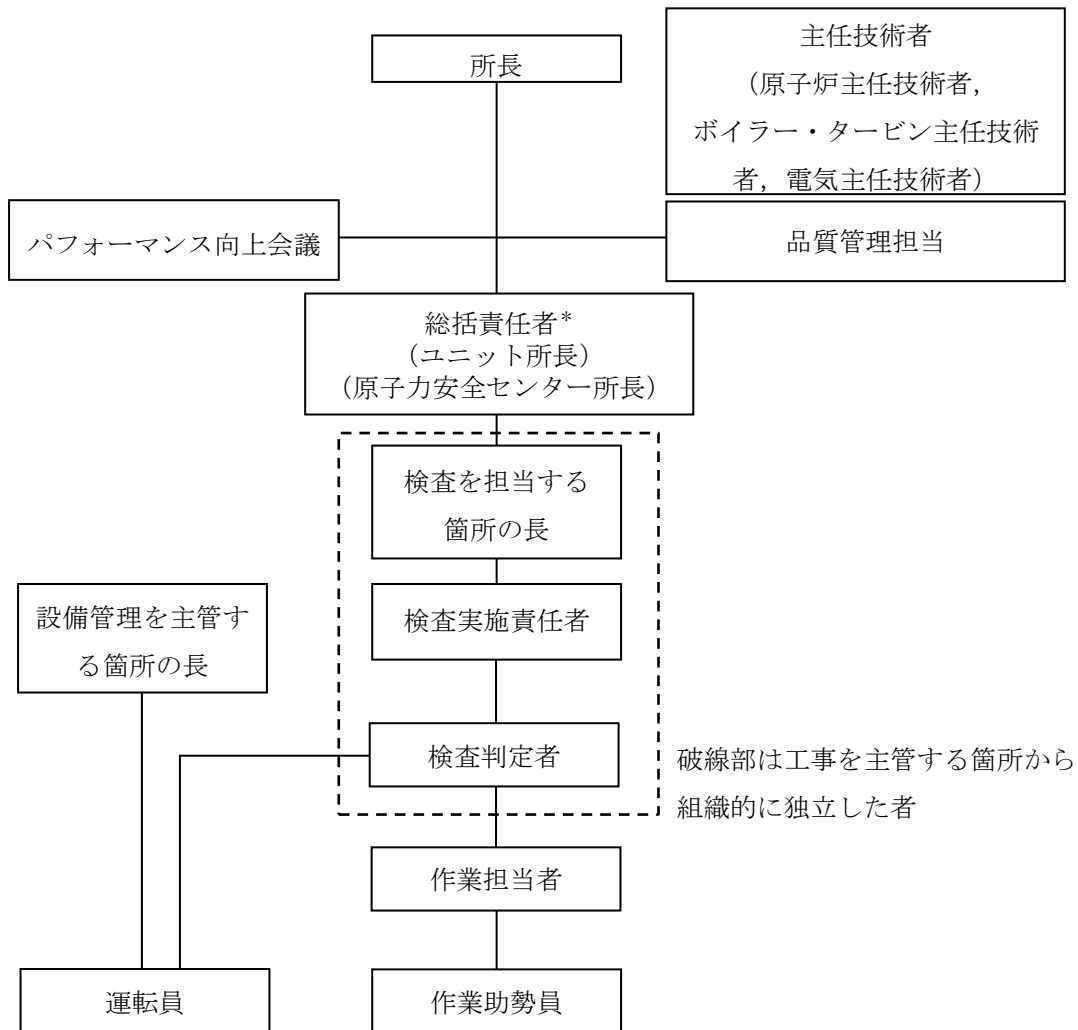 所長
主任技術者
（原子炉主任技術者，
ボイラー・タービン主任技術
者，電気主任技術者）
パフォーマンス向上会議
品質管理担当
総括責任者*
（ユニット所長）
（原子力安全センター所長）
検査を担当する
箇所の長
設備管理を主管す
る箇所の長
検査実施責任者
検査判定者
破線部は工事を主管する箇所から
組織的に独立した者
作業担当者
運転員
作業助勢員